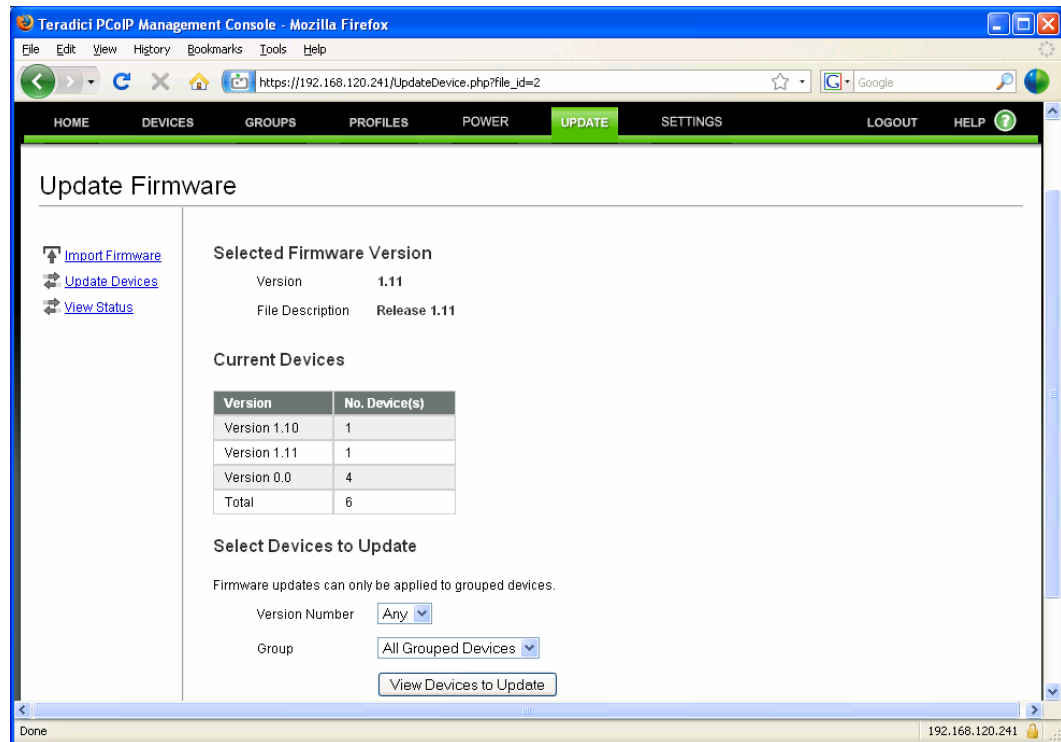 Teradici PCoIP Management Console - Mozilla Firefox
File Edit View History Bookmarks Tools Help
https://192.168.120.241/UpdateDevice.php?file_id=2
G Google
HOME DEVICES GROUPS PROFILES POWER UPDATE SETTINGS LOGOUT HELP ?
Update Firmware
Import Firmware
Update Devices
View Status
Selected Firmware Version
Version 1.11
File Description Release 1.11
Current Devices
Version No. Device(s)
Version 1.10 1
Version 1.11 1
Version 0.0 4
Total 6
Select Devices to Update
Firmware updates can only be applied to grouped devices.
Version Number Any
Group All Grouped Devices
View Devices to Update
Done 192.168.120.241